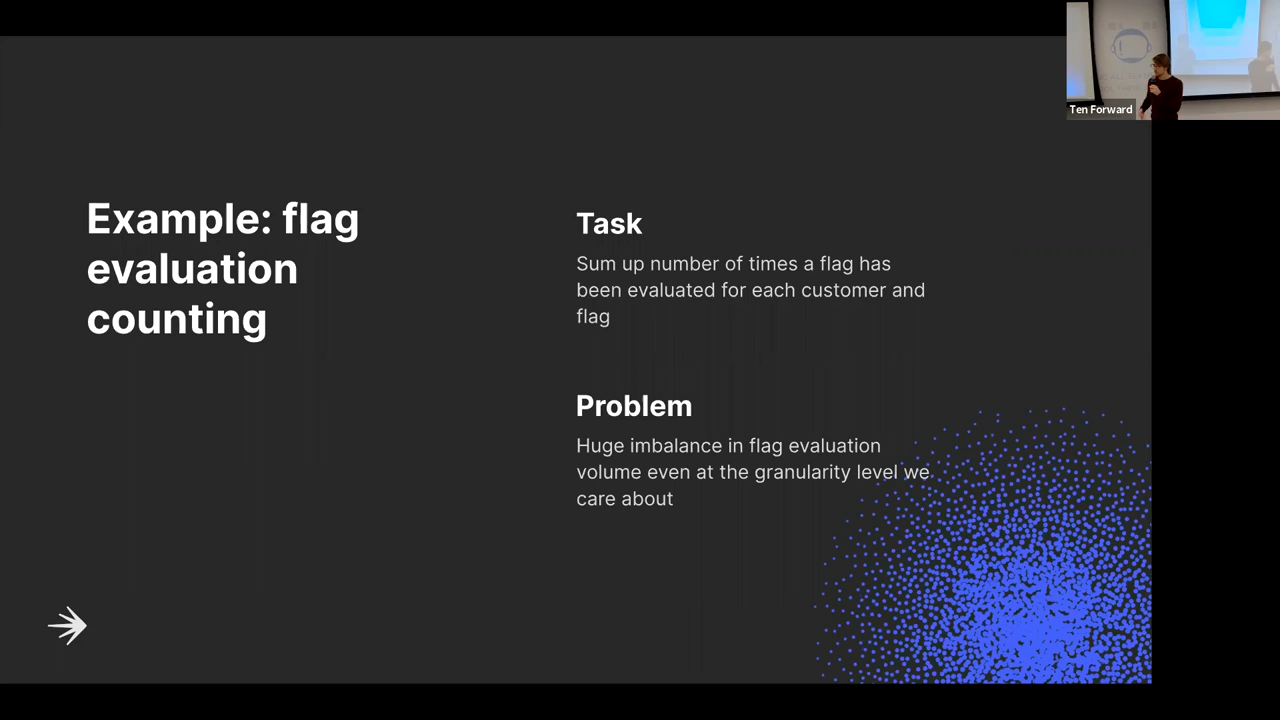 Example: flag
evaluation
counting
Task
Sum up number of times a flag has
been evaluated for each customer and
flag
Problem
Huge imbalance in flag evaluation
volume even at the granularity level we
care about
Ten Forward